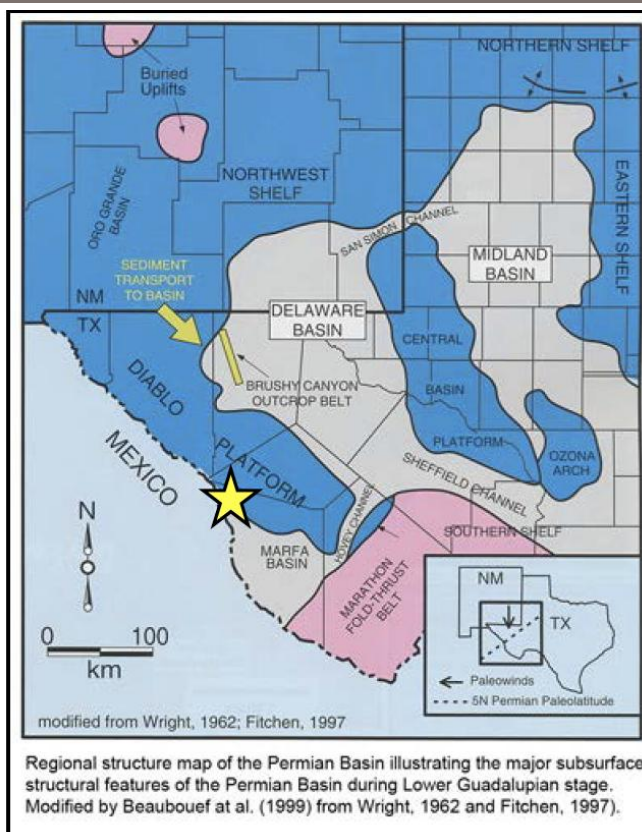 NORTHERN SHELF
Buried
Uplifts
NORTHWEST
SHELF
ORO GRANDE
BASIN
EASTERN SHELF
SAN SIMON CHANNEL
MIDLAND
BASIN
SEDIMENT
TRANSPORT
TO BASIN
NM
TX
DELAWARE
BASIN
CENTRAL
BASIN
PLATFORM
DIABLO
PLATFORM
BRUSHY CANYON
OUTCROP BELT
OZONA
ARCH
MEXICO
SHEFFIELD CHANNEL
HOVEY CHANNEL
SOUTHERN SHELF
MARFA
BASIN
MARATHON
FOLD-THRUST
BELT
N
0 100
km
NM
TX
Paleowinds
5N Permian Paleolatitude
modified from Wright, 1962; Fitchen, 1997
Regional structure map of the Permian Basin illustrating the major subsurface
structural features of the Permian Basin during Lower Guadalupian stage.
Modified by Beaubouef at al. (1999) from Wright, 1962 and Fitchen, 1997).